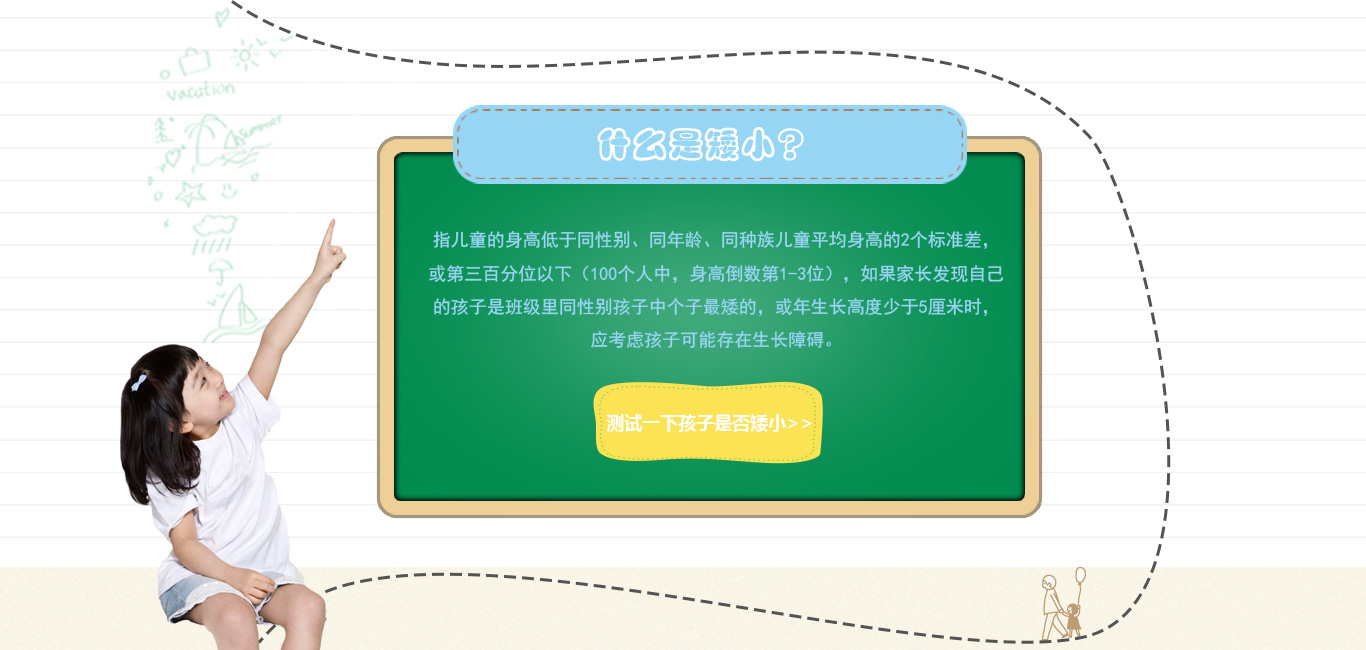 vacation
summer
什么是矮小?
指儿童的身高低于同性别、同年龄、同种族儿童平均身高的2个标准差，
或第三百分位以下（100个人中，身高倒数第1-3位），如果家长发现自己
的孩子是班级里同性别孩子中个子最矮的，或年生长高度少于5厘米时，
应考虑孩子可能存在生长障碍。
测试一下孩子是否矮小>>